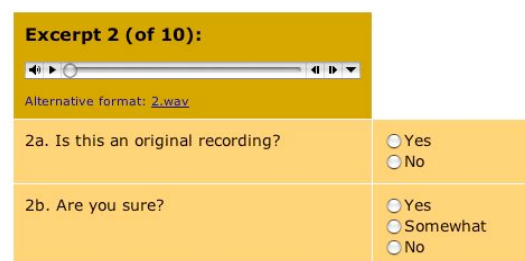 Excerpt 2 (of 10):
Alternative format: 2.wav
2a. Is this an original recording?
Yes
No
2b. Are you sure?
Yes
Somewhat
No